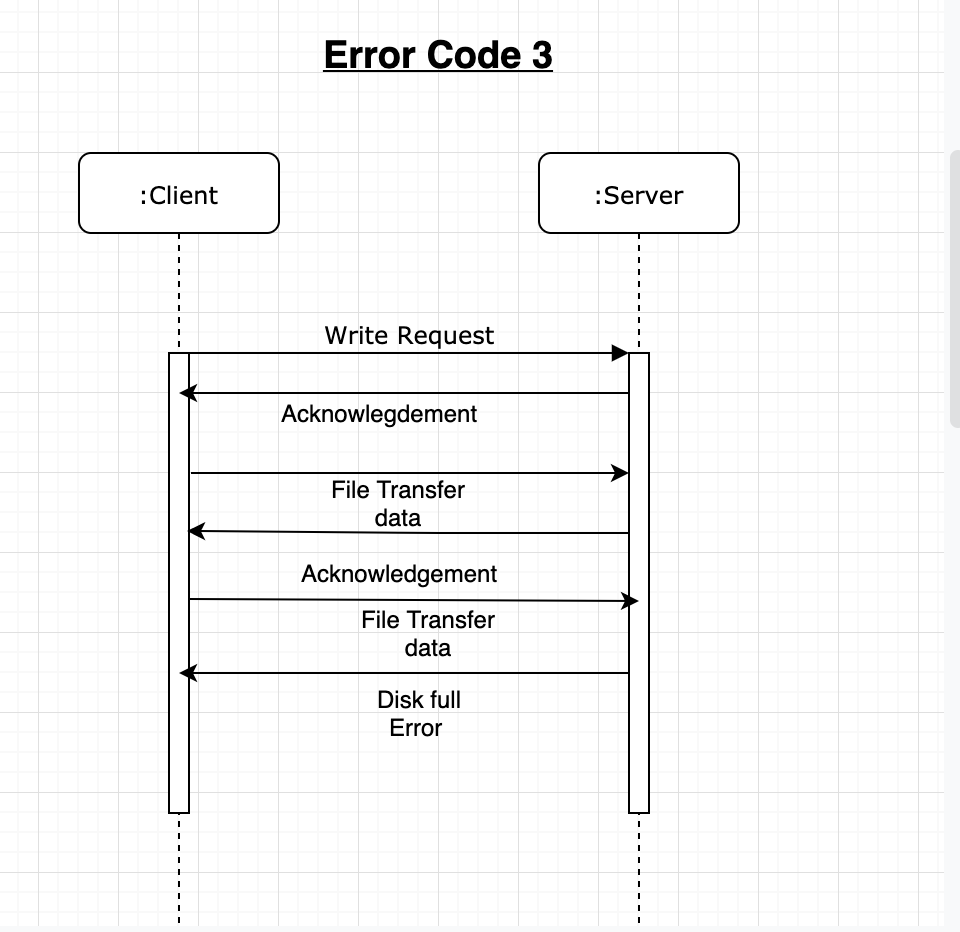 Error Code 3
:Client
:Server
Write Request
Acknowlegdement
File Transfer
data
Acknowledgement
File Transfer
data
Disk full
Error